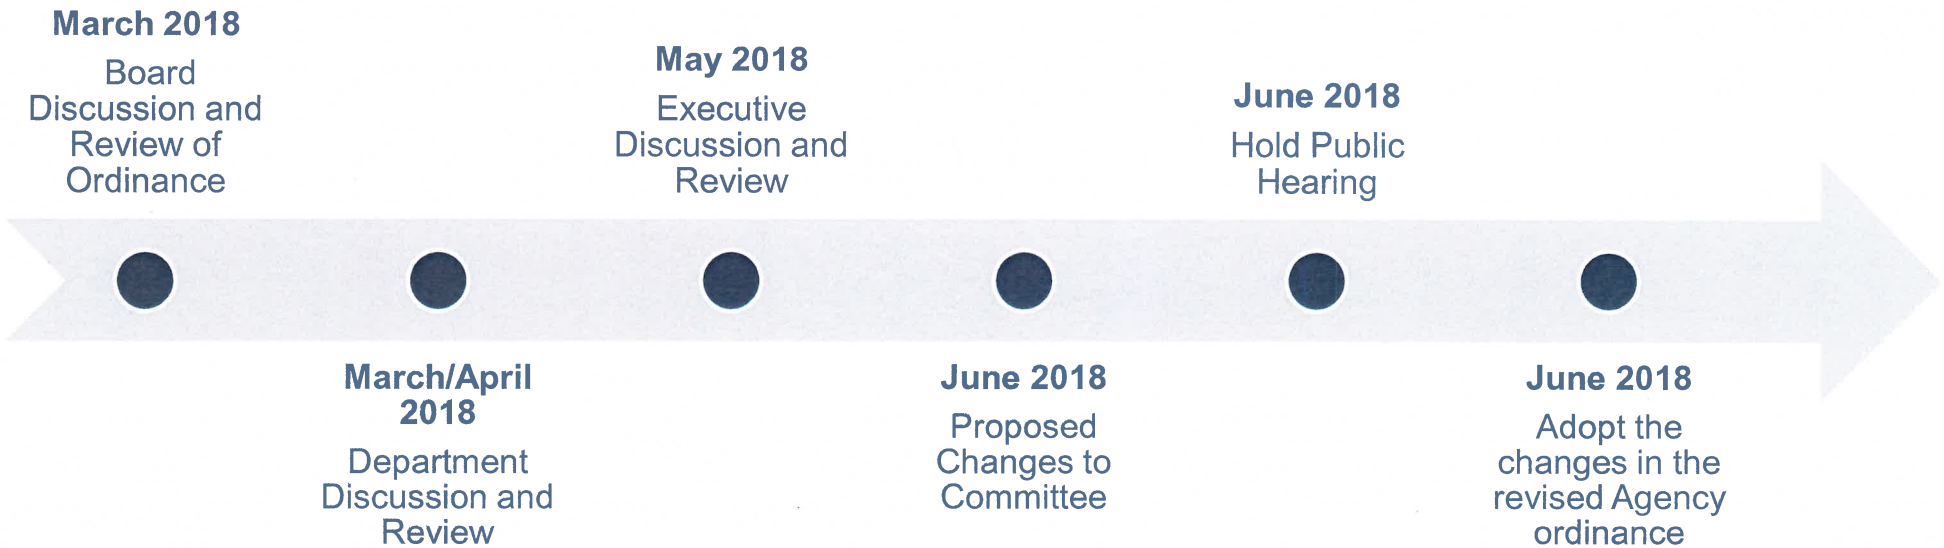 March 2018
Board
Discussion and
Review of
Ordinance
March/April
2018
Department
Discussion and
Review
May 2018
Executive
Discussion and
Review
June 2018
Proposed
Changes to
Committee
June 2018
Hold Public
Hearing
June 2018
Adopt the
changes in the
revised Agency
ordinance